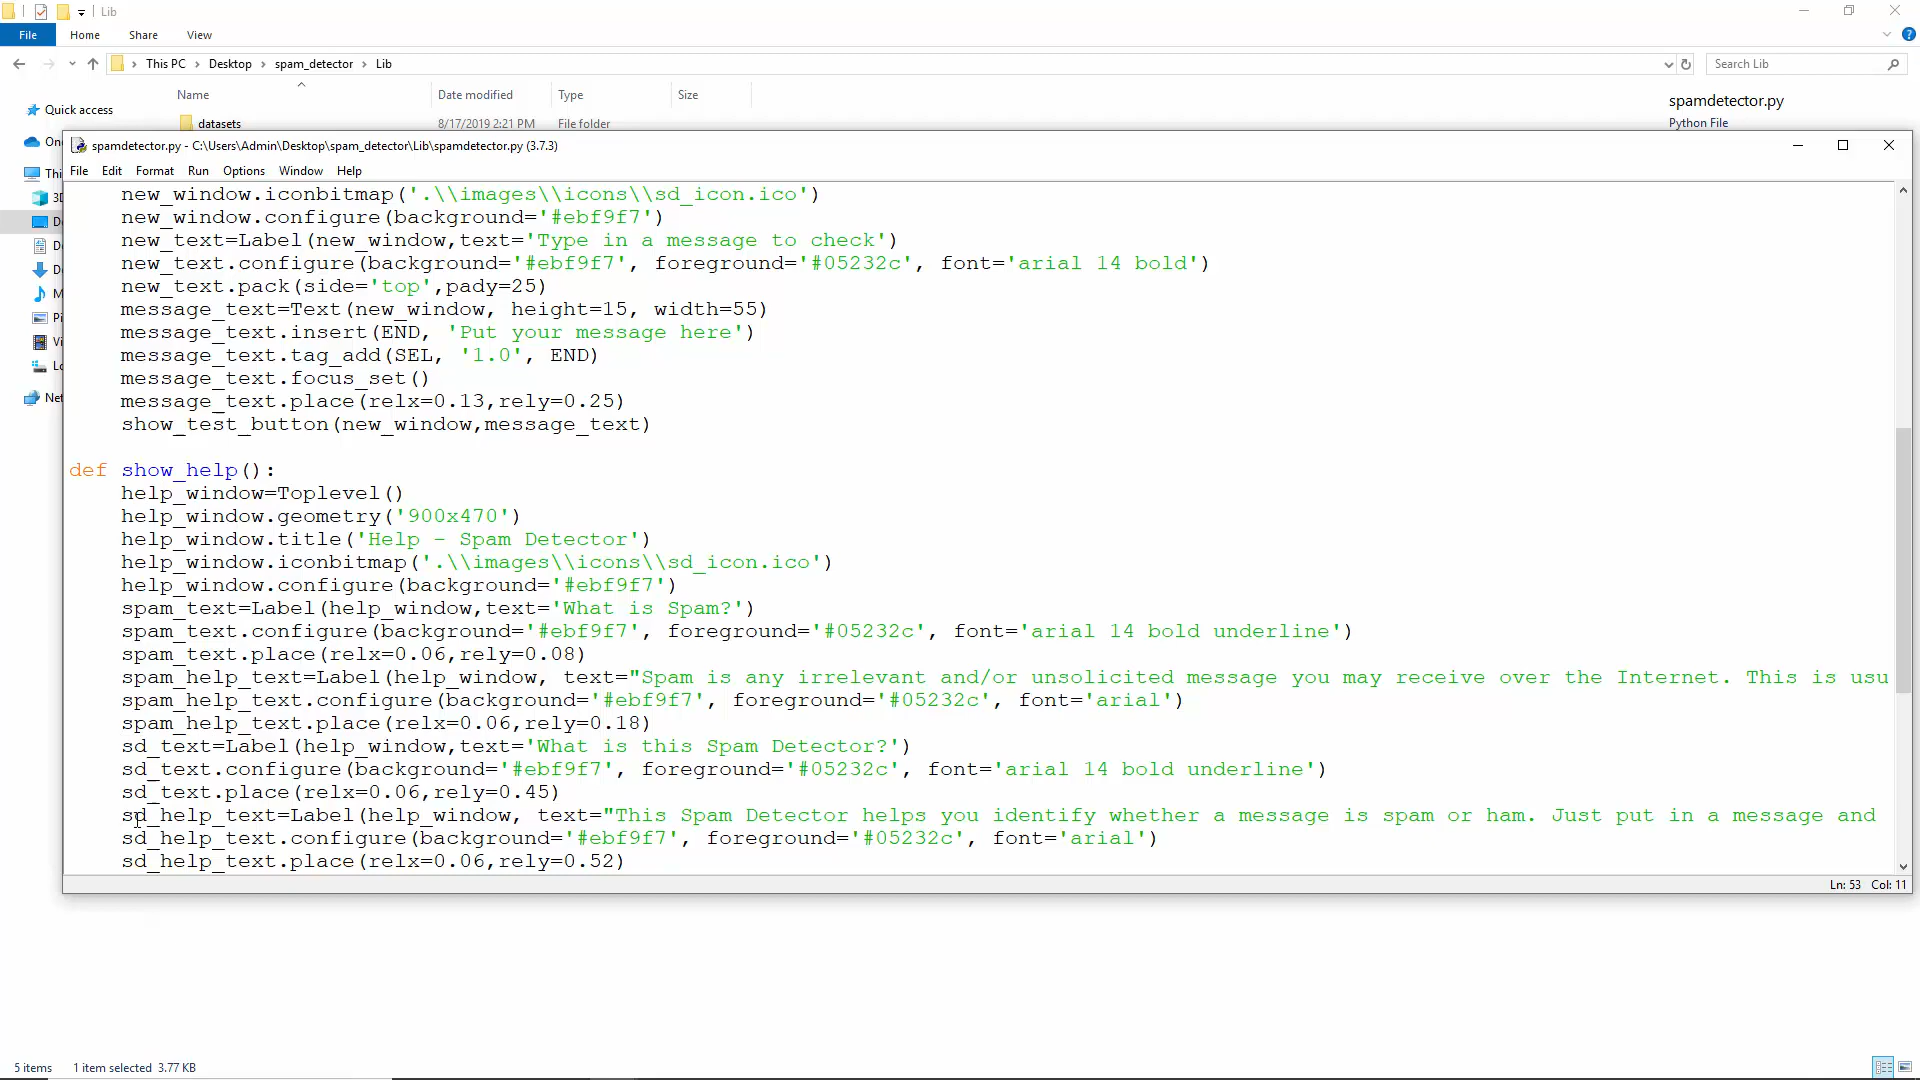 Lib
File Home Share View
This PC Desktop spam_detector Lib
Search Lib
Name Date modified Type Size
Quick access
datasets 8/17/2019 2:21 PM File folder
spamdetector.py
Python File
spamdetector.py - C:\Users\Admin\Desktop\spam_detector\Lib\spamdetector.py (3.7.3)
File Edit Format Run Options Window Help
new_window.iconbitmap('.\\images\\icons\\sd_icon.ico')
new_window.configure(background='#ebf9f7')
new_text=Label(new_window,text='Type in a message to check')
new_text.configure(background='#ebf9f7', foreground='#05232c', font='arial 14 bold')
new_text.pack(side='top',pady=25)
message_text=Text(new_window, height=15, width=55)
message_text.insert(END, 'Put your message here')
message_text.tag_add(SEL, '1.0', END)
message_text.focus_set()
message_text.place(relx=0.13,rely=0.25)
show_test_button(new_window,message_text)
def show_help():
help_window=Toplevel()
help_window.geometry('900x470')
help_window.title('Help - Spam Detector')
help_window.iconbitmap('.\\images\\icons\\sd_icon.ico')
help_window.configure(background='#ebf9f7')
spam_text=Label(help_window,text='What is Spam?')
spam_text.configure(background='#ebf9f7', foreground='#05232c', font='arial 14 bold underline')
spam_text.place(relx=0.06,rely=0.08)
spam_help_text=Label(help_window, text="Spam is any irrelevant and/or unsolicited message you may receive over the Internet. This is usu
spam_help_text.configure(background='#ebf9f7', foreground='#05232c', font='arial')
spam_help_text.place(relx=0.06,rely=0.18)
sd_text=Label(help_window,text='What is this Spam Detector?')
sd_text.configure(background='#ebf9f7', foreground='#05232c', font='arial 14 bold underline')
sd_text.place(relx=0.06,rely=0.45)
sd_help_text=Label(help_window, text="This Spam Detector helps you identify whether a message is spam or ham. Just put in a message and
sd_help_text.configure(background='#ebf9f7', foreground='#05232c', font='arial')
sd_help_text.place(relx=0.06,rely=0.52)
Ln: 53 Col: 11
5 items 1 item selected 3.77 KB